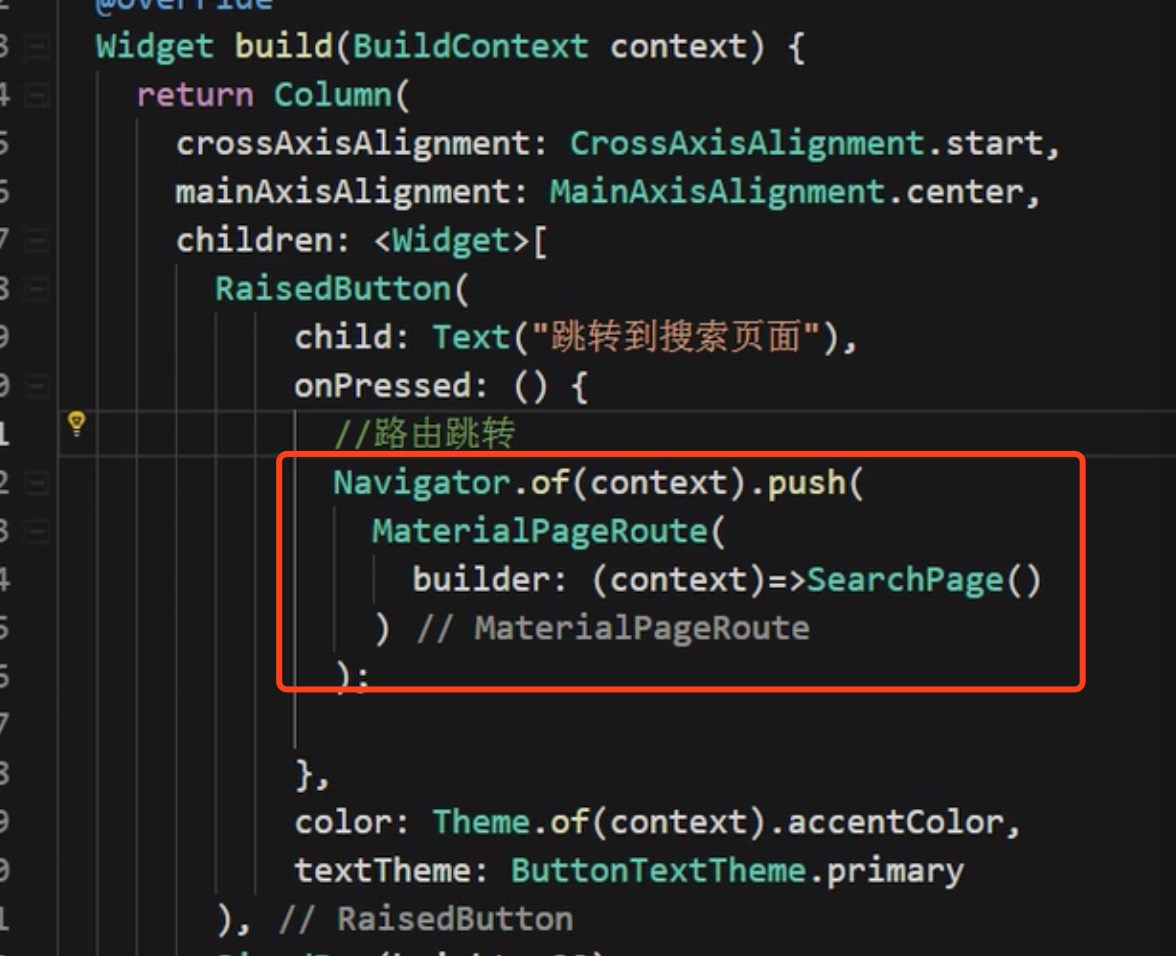 @override
Widget build(BuildContext context) {
return Column(
crossAxisAlignment: CrossAxisAlignment.start,
mainAxisAlignment: MainAxisAlignment.center,
children: <Widget>[
RaisedButton(
child: Text("跳转到搜索页面"),
onPressed: () {
//路由跳转
Navigator.of(context).push(
MaterialPageRoute(
builder: (context)=>SearchPage()
) // MaterialPageRoute
);
},
color: Theme.of(context).accentColor,
textTheme: ButtonTextTheme.primary
), // RaisedButton